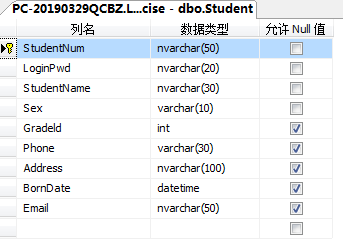 PC-20190329QCBZ.L...cise - dbo.Student
列名 数据类型 允许 Null 值
StudentNum nvarchar(50)
LoginPwd nvarchar(20)
StudentName nvarchar(30)
Sex varchar(10)
GradeId int
Phone varchar(30)
Address nvarchar(100)
BornDate datetime
Email nvarchar(50)